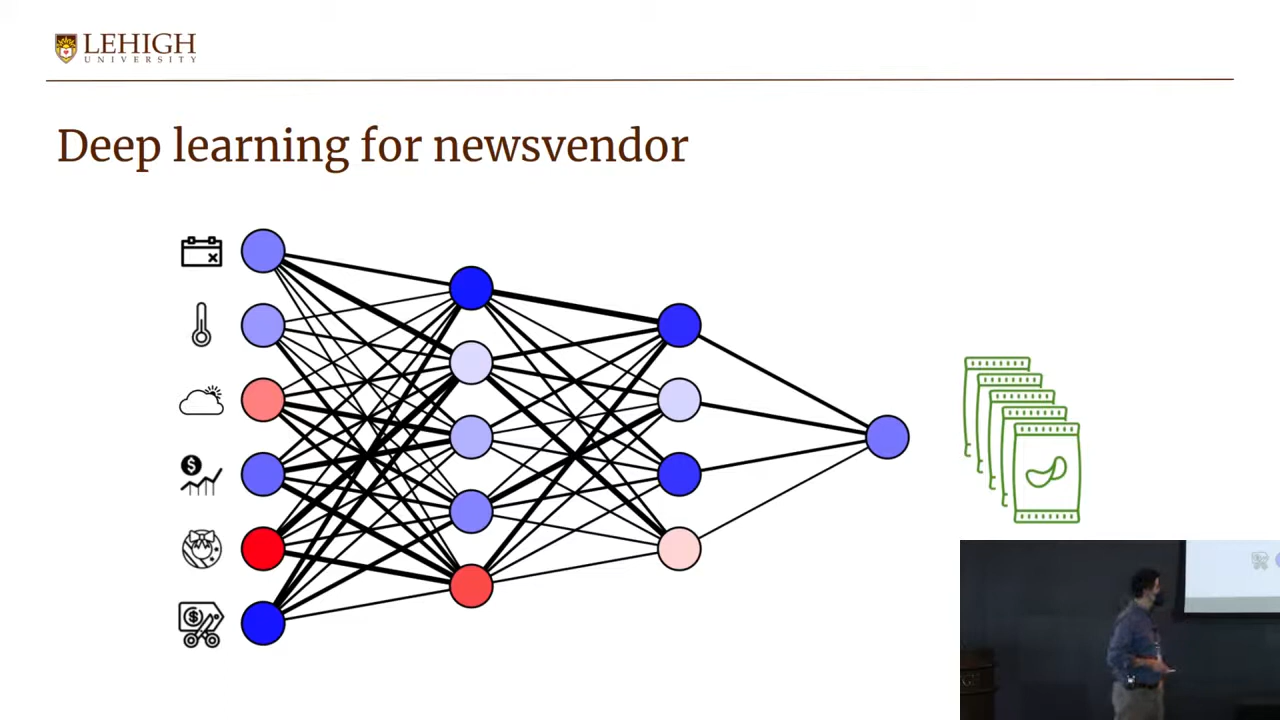 LEHIGH
UNIVERSITY
Deep learning for newsvendor
$
$